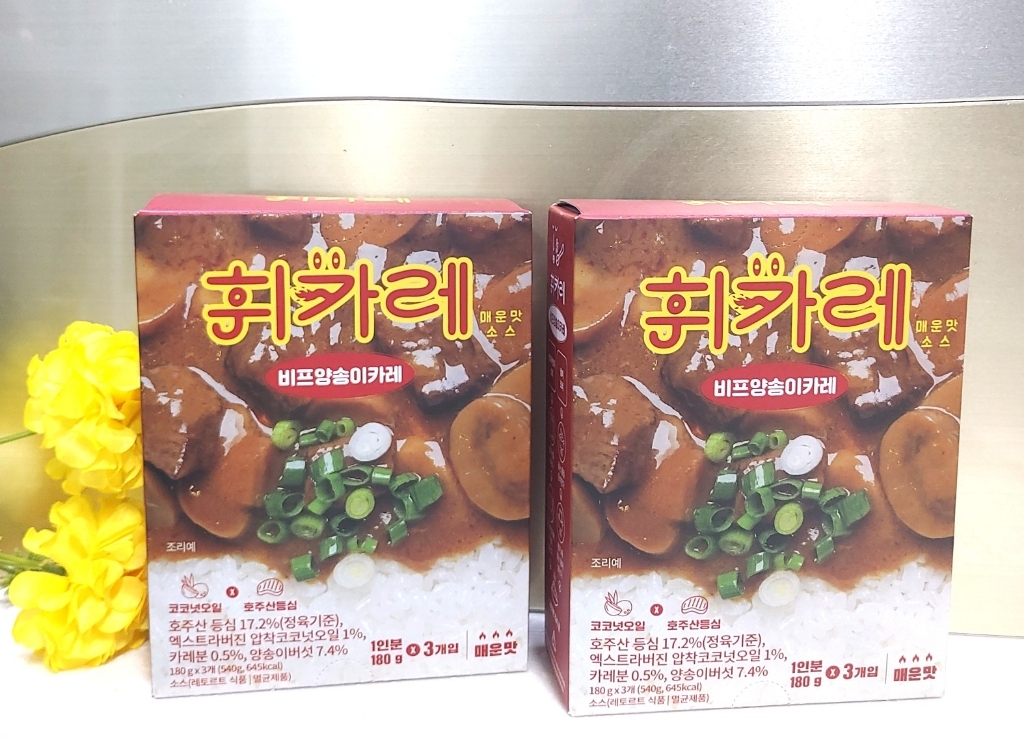 휘카레
매운맛
소스
비프양송이카레
조리예
코코넛오일 x 호주산등심
호주산 등심 17.2%(정육기준),
엑스트라버진 압착코코넛오일 1%,
카레분 0.5%, 양송이버섯 7.4%
180 g x 3개 (540g, 645kcal)
소스(레토르트 식품 | 멸균제품)
1인분
180 g x 3개입
매운맛
휘카레
휘카레
매운맛
소스
비프양송이카레
조리예
코코넛오일 x 호주산등심
호주산 등심 17.2%(정육기준),
엑스트라버진 압착코코넛오일 1%,
카레분 0.5%, 양송이버섯 7.4%
180 g x 3개 (540g, 645kcal)
소스(레토르트 식품 | 멸균제품)
1인분
180 g x 3개입
매운맛